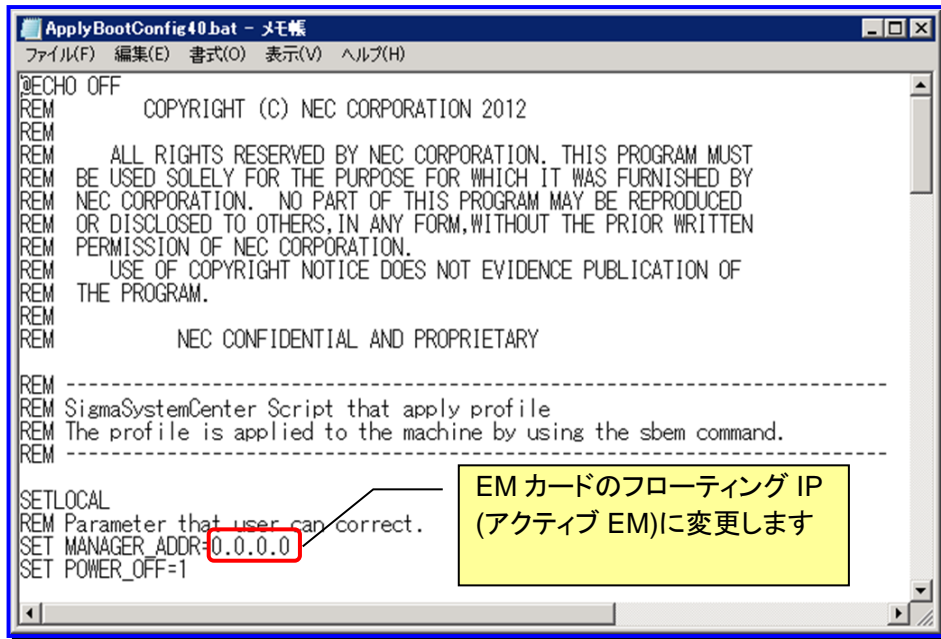 ApplyBootConfig40.bat - メモ帳
ファイル(F) 編集(E) 書式(O) 表示(V) ヘルプ(H)
@ECHO OFF
REM COPYRIGHT (C) NEC CORPORATION 2012
REM
REM ALL RIGHTS RESERVED BY NEC CORPORATION. THIS PROGRAM MUST
REM BE USED SOLELY FOR THE PURPOSE FOR WHICH IT WAS FURNISHED BY
REM NEC CORPORATION. NO PART OF THIS PROGRAM MAY BE REPRODUCED
REM OR DISCLOSED TO OTHERS,IN ANY FORM,WITHOUT THE PRIOR WRITTEN
REM PERMISSION OF NEC CORPORATION.
REM USE OF COPYRIGHT NOTICE DOES NOT EVIDENCE PUBLICATION OF
REM THE PROGRAM.
REM
REM NEC CONFIDENTIAL AND PROPRIETARY
REM -------------------------------------------------------------------------
REM SigmaSystemCenter Script that apply profile
REM The profile is applied to the machine by using the sbem command.
REM -------------------------------------------------------------------------
SETLOCAL
REM Parameter that user can correct.
SET MANAGER_ADDR=0.0.0.0
SET POWER_OFF=1
EM カードのフローティング IP
(アクティブ EM)に変更します